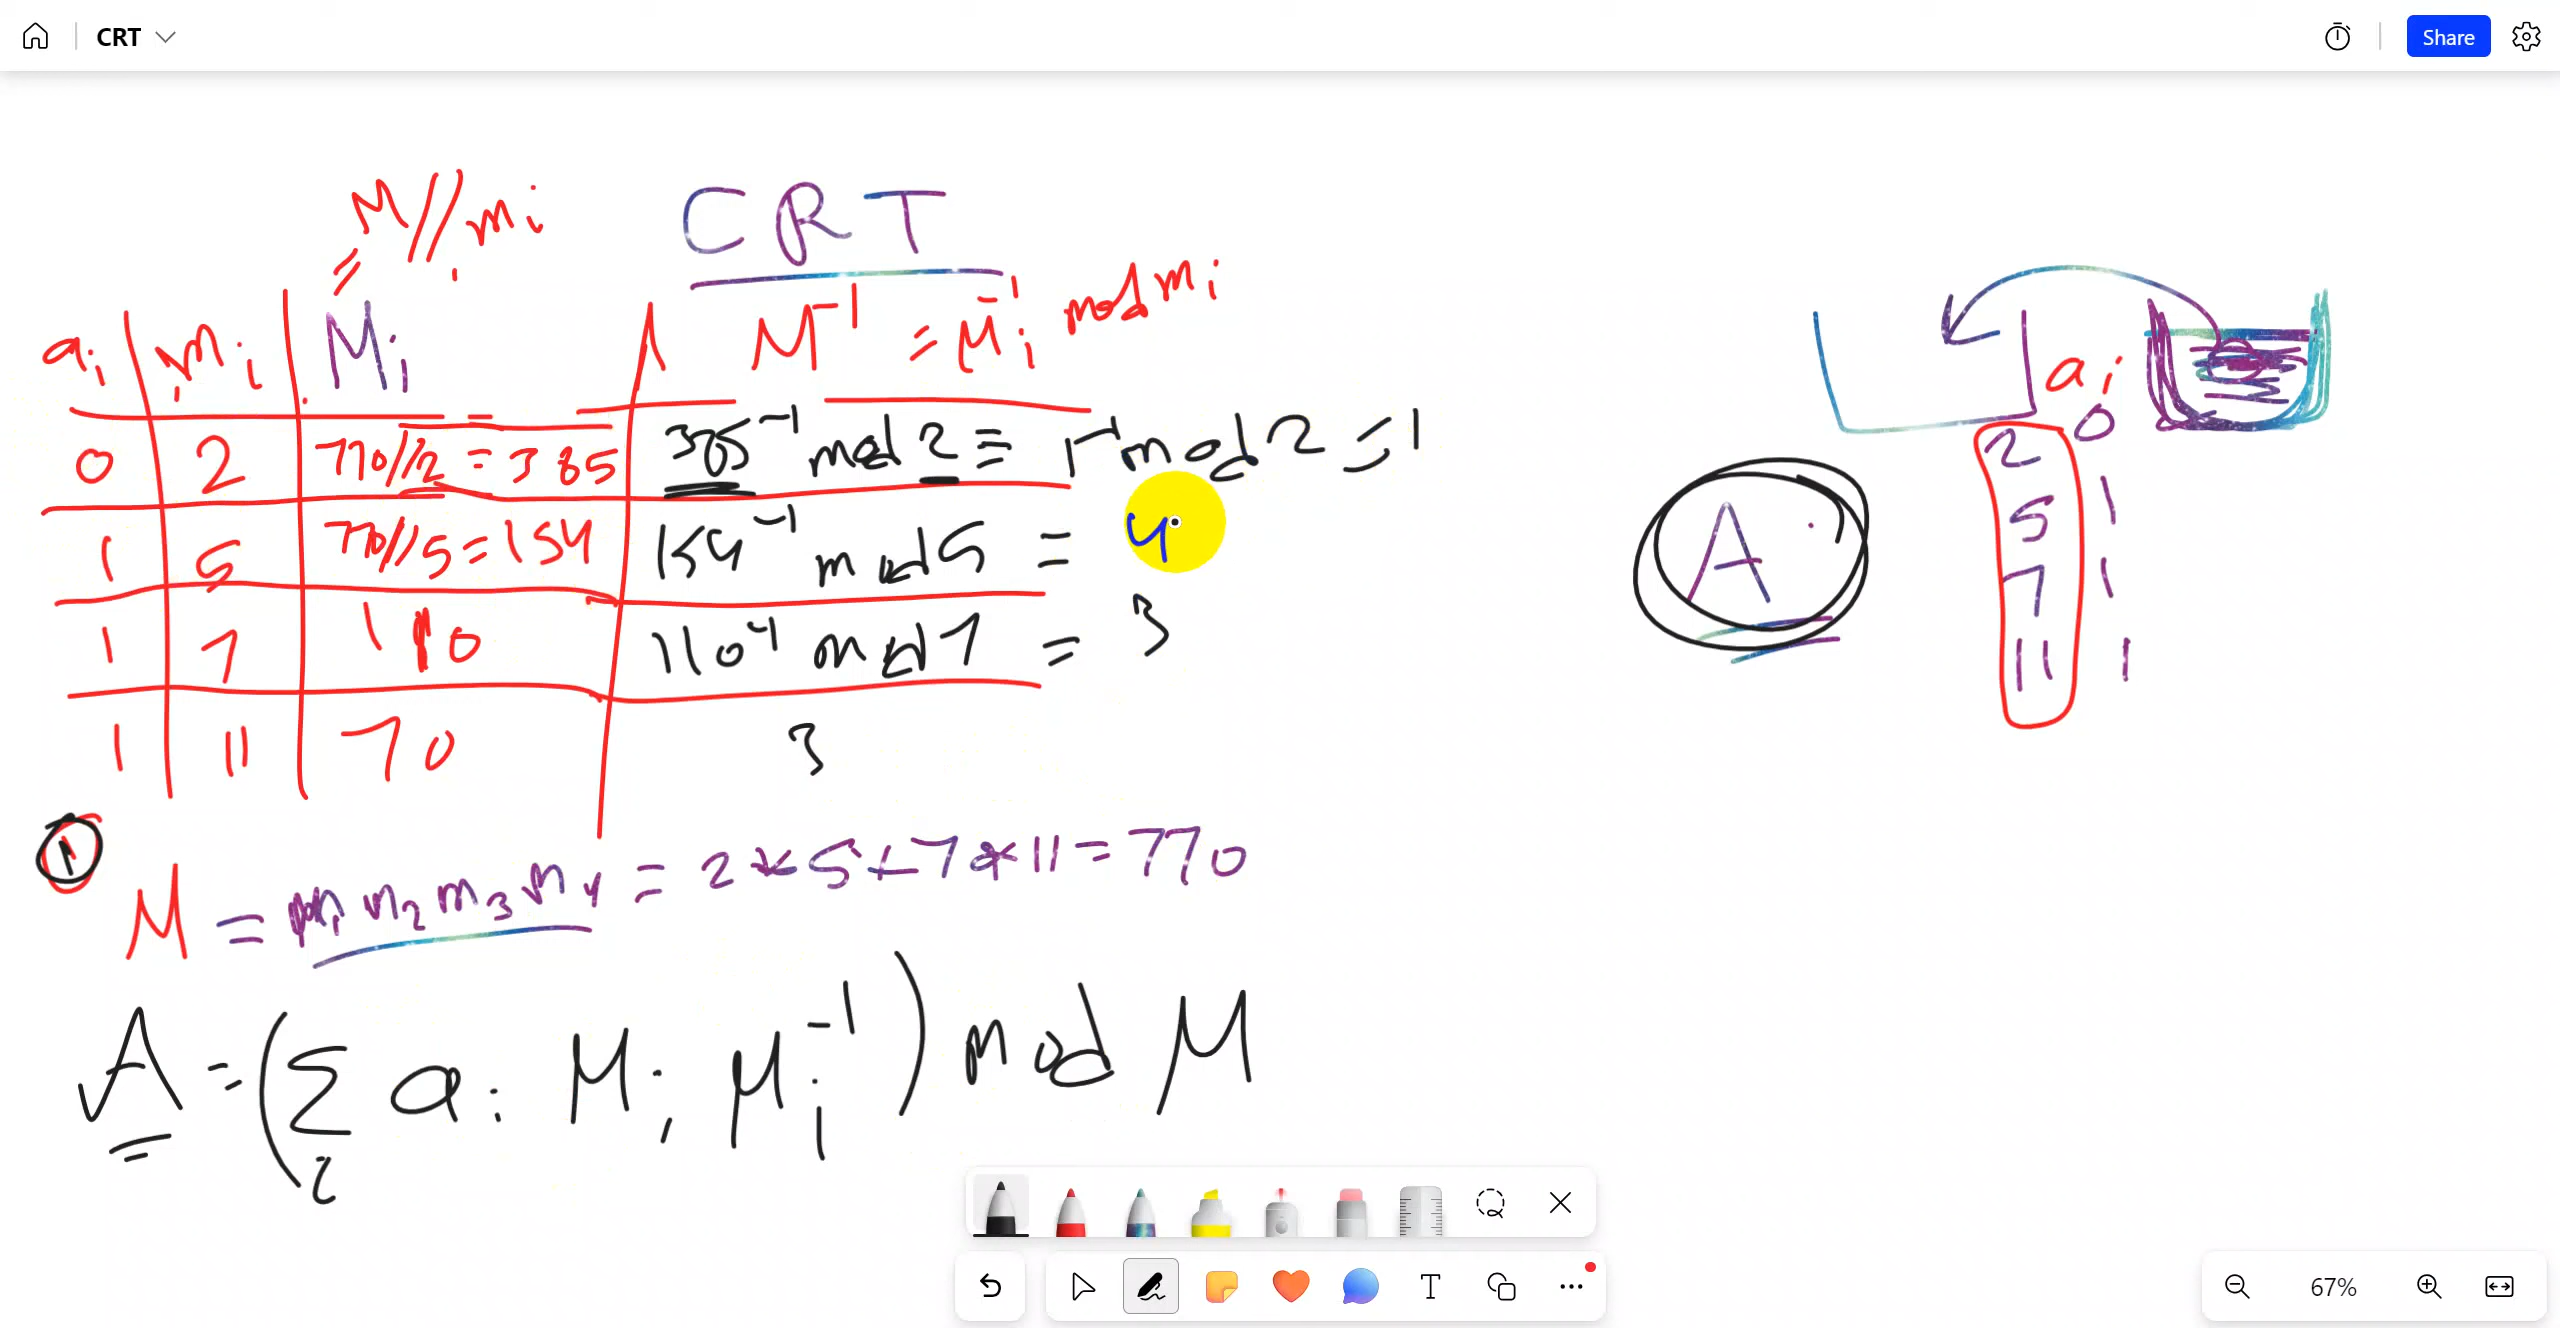 CRT
Share
= M//mi
CRT
ai mi Mi M⁻¹ = Mi⁻¹ mod mi
0 2 770//2 = 385 385⁻¹ mod 2 ≡ 1⁻¹ mod 2 = 1
1 5 770//5 = 154 154⁻¹ mod 5 = 4
1 7 110 110⁻¹ mod 7 = 3
1 11 70 3
ai
2 0
5 1
7 1
11 1
A
1
M = m1 m2 m3 m4 = 2*5*7*11 = 770
A = (Σ ai Mi Mi⁻¹) mod M
i
T
67%